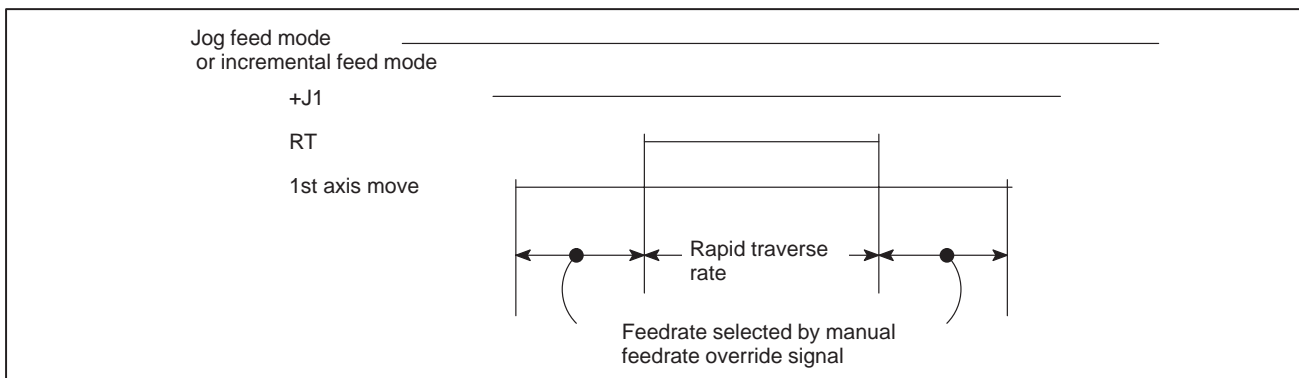 Jog feed mode
or incremental feed mode
+J1
RT
1st axis move
Rapid traverse
rate
Feedrate selected by manual
feedrate override signal